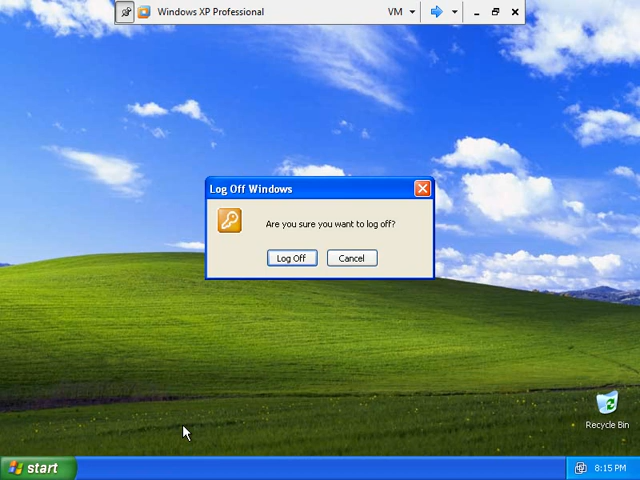 Windows XP Professional
VM
Log Off Windows
Are you sure you want to log off?
Log Off
Cancel
Recycle Bin
start
8:15 PM